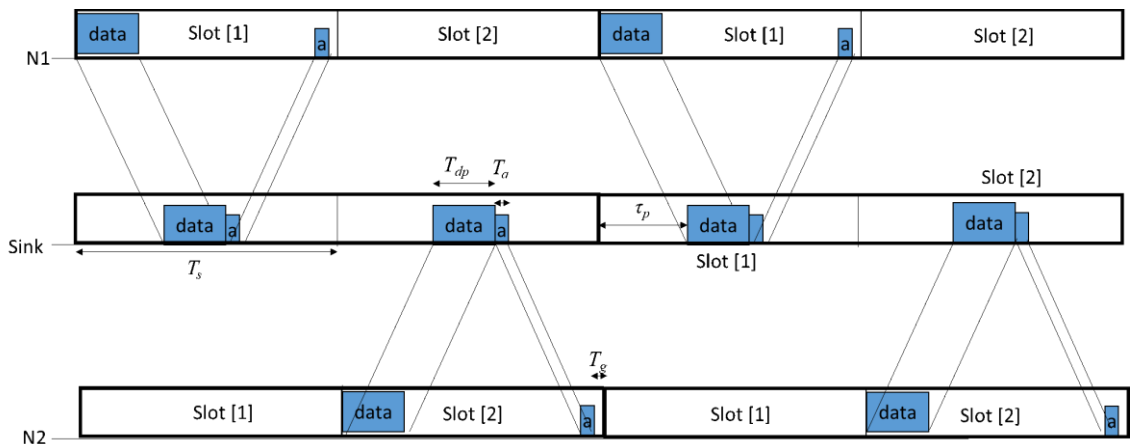 data Slot [1] a Slot [2] data Slot [1] a Slot [2]
N1
T_dp T_a Slot [2]
data a data a τ_p data data
Sink
T_s Slot [1]
T_g
Slot [1] data Slot [2] a Slot [1] data Slot [2] a
N2